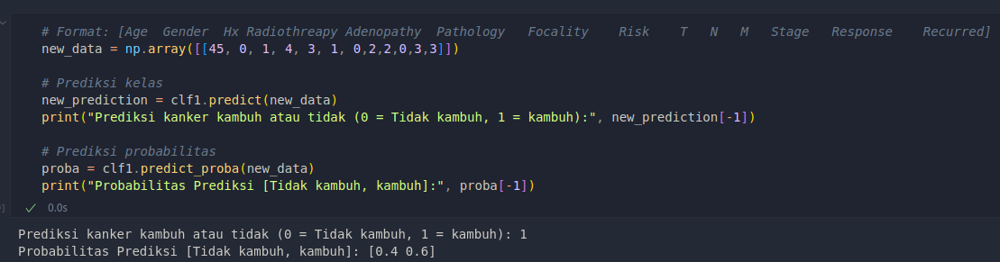 # Format: [Age  Gender  Hx Radiothreapy Adenopathy  Pathology   Focality    Risk    T   N   M   Stage   Response    Recurred]
new_data = np.array([[45, 0, 1, 4, 3, 1, 0,2,2,0,3,3]])
# Prediksi kelas
new_prediction = clf1.predict(new_data)
print("Prediksi kanker kambuh atau tidak (0 = Tidak kambuh, 1 = kambuh):", new_prediction[-1])
# Prediksi probabilitas
proba = clf1.predict_proba(new_data)
print("Probabilitas Prediksi [Tidak kambuh, kambuh]:", proba[-1])
✓ 0.0s
Prediksi kanker kambuh atau tidak (0 = Tidak kambuh, 1 = kambuh): 1
Probabilitas Prediksi [Tidak kambuh, kambuh]: [0.4 0.6]